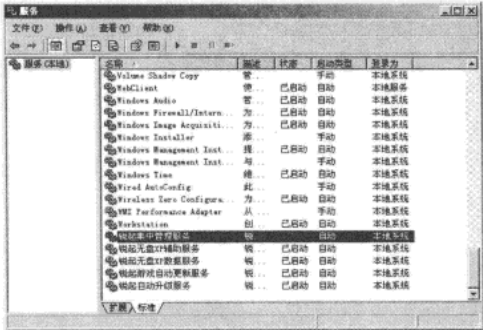 服务
文件(F) 操作(A) 查看(V) 帮助(H)
服务(本地)
名称 描述 状态 启动类型 登录为
Volume Shadow Copy 管... 手动 本地系统
WebClient 使... 已启动 自动 本地服务
Windows Audio 管... 已启动 自动 本地系统
Windows Firewall/Intern... 为... 已启动 自动 本地系统
Windows Image Acquisiti... 为... 已启动 自动 本地系统
Windows Installer 添... 手动 本地系统
Windows Management Inst... 提... 已启动 自动 本地系统
Windows Management Inst... 与... 手动 本地系统
Windows Time 维... 已启动 自动 本地系统
Wired AutoConfig 此... 手动 本地系统
Wireless Zero Configura... 为... 已启动 自动 本地系统
WMI Performance Adapter 从... 手动 本地系统
Workstation 创... 已启动 自动 本地系统
锐起集中管理服务 锐... 自动 本地系统
锐起无盘XP辅助服务 锐... 已启动 自动 本地系统
锐起无盘XP数据服务 锐... 已启动 自动 本地系统
锐起游戏自动更新服务 锐... 已启动 自动 本地系统
锐起自动升级服务 锐... 已启动 自动 本地系统
扩展 标准